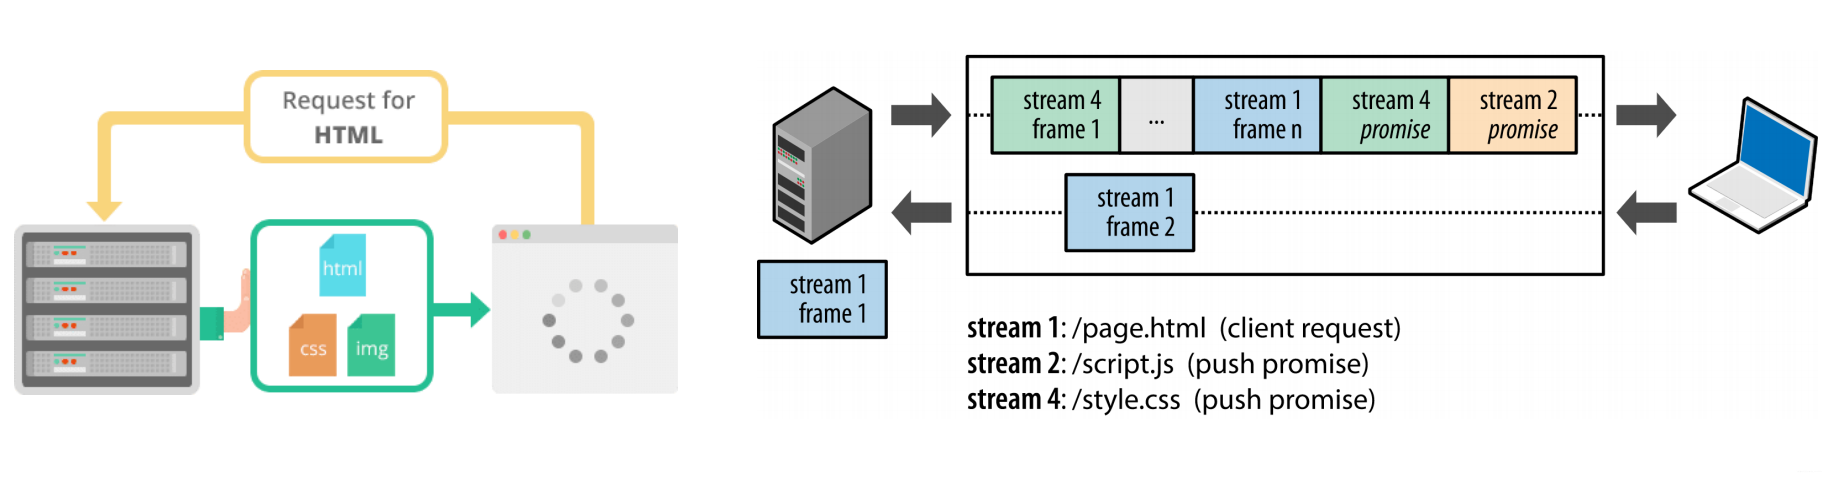 Request for
HTML
html
css
img
stream 4
frame 1
...
stream 1
frame n
stream 4
promise
stream 2
promise
stream 1
frame 2
stream 1
frame 1
stream 1: /page.html (client request)
stream 2: /script.js (push promise)
stream 4: /style.css (push promise)